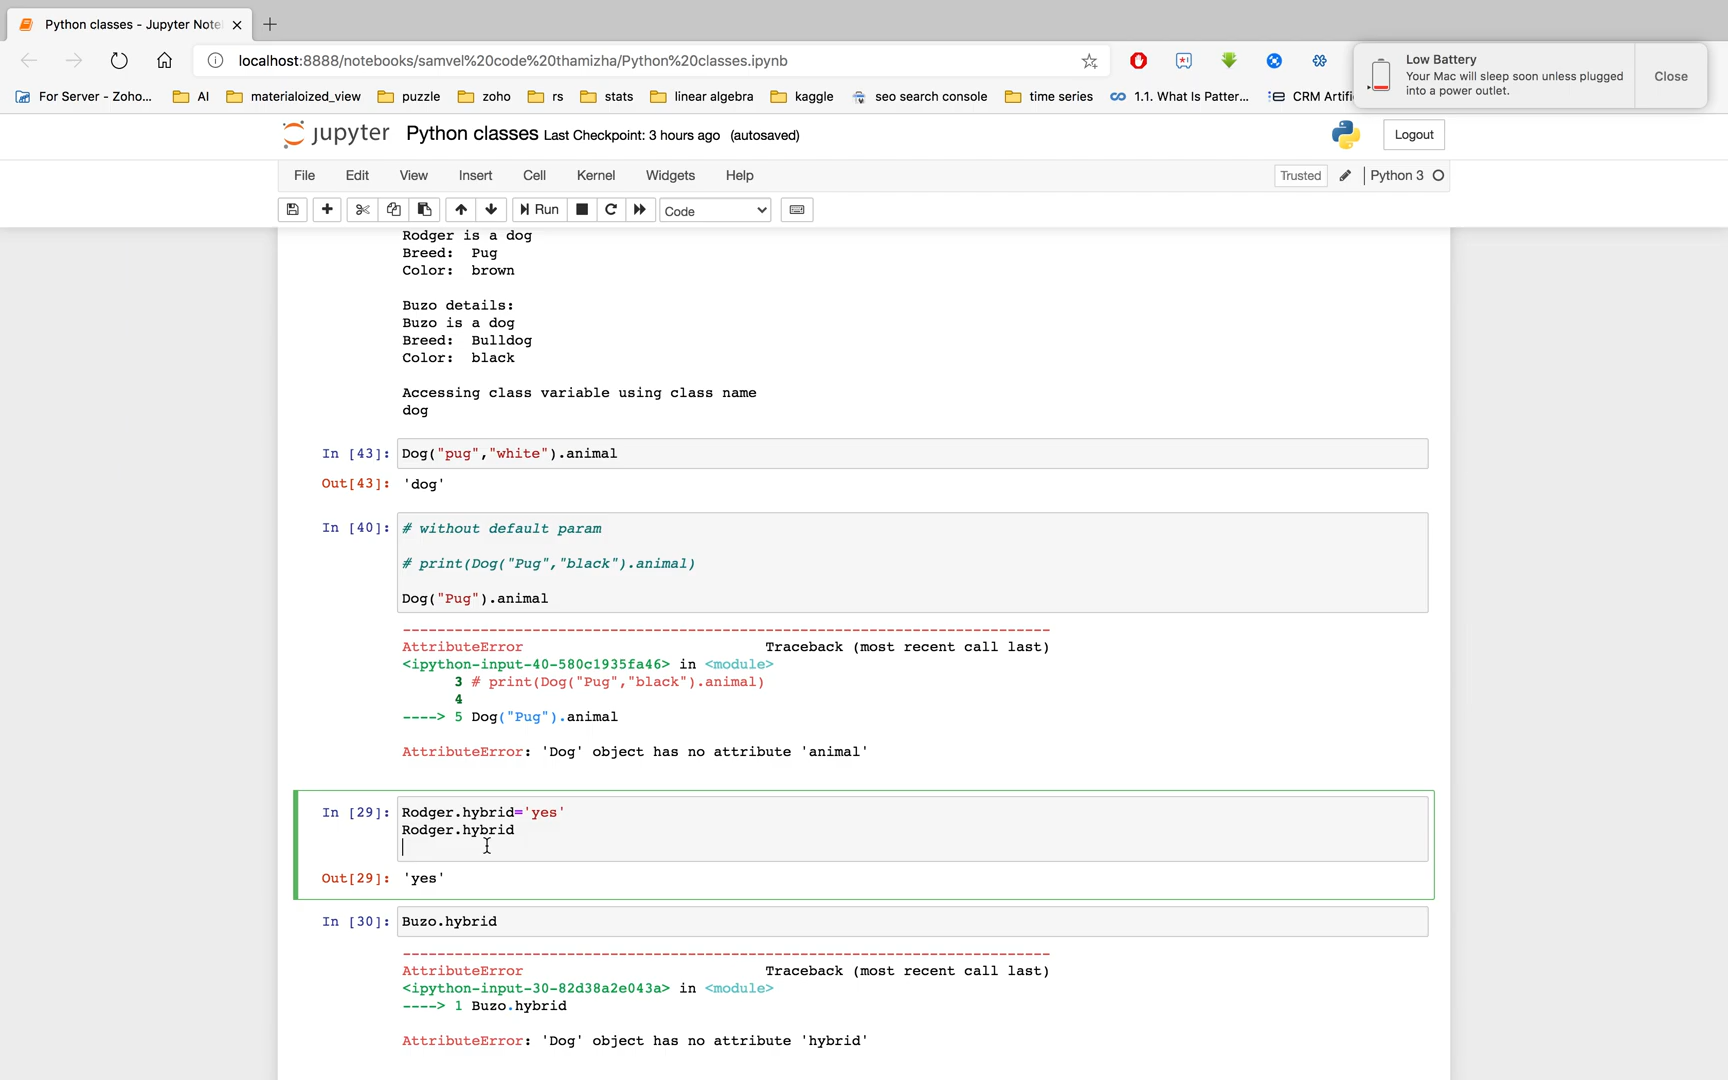 Python classes - Jupyter Note
localhost:8888/notebooks/samvel%20code%20thamizha/Python%20classes.ipynb
Low Battery
Your Mac will sleep soon unless plugged
into a power outlet.
Close
For Server - Zoho... AI materialoized_view puzzle zoho rs stats linear algebra kaggle seo search console time series 1.1. What Is Patter... CRM Artifi
jupyter Python classes Last Checkpoint: 3 hours ago (autosaved)
Logout
File Edit View Insert Cell Kernel Widgets Help
Trusted Python 3
Run Code
Rodger is a dog
Breed:  Pug
Color:  brown
Buzo details:
Buzo is a dog
Breed:  Bulldog
Color:  black
Accessing class variable using class name
dog
In [43]: Dog("pug","white").animal
Out[43]: 'dog'
In [40]: # without default param
# print(Dog("Pug","black").animal)
Dog("Pug").animal
---------------------------------------------------------------------------
AttributeError                            Traceback (most recent call last)
<ipython-input-40-580c1935fa46> in <module>
3 # print(Dog("Pug","black").animal)
4
----> 5 Dog("Pug").animal
AttributeError: 'Dog' object has no attribute 'animal'
In [29]: Rodger.hybrid='yes'
Rodger.hybrid
Out[29]: 'yes'
In [30]: Buzo.hybrid
---------------------------------------------------------------------------
AttributeError                            Traceback (most recent call last)
<ipython-input-30-82d38a2e043a> in <module>
----> 1 Buzo.hybrid
AttributeError: 'Dog' object has no attribute 'hybrid'